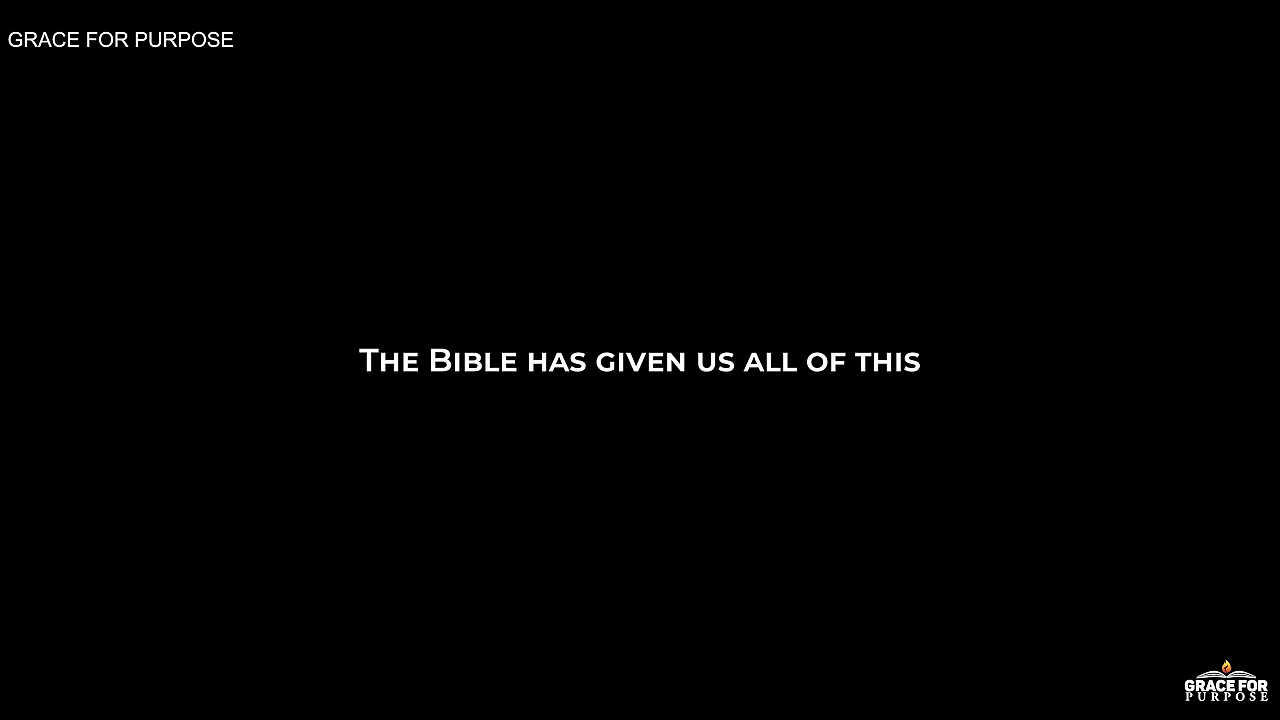 GRACE FOR PURPOSE
The Bible has given us all of this
GRACE FOR
PURPOSE